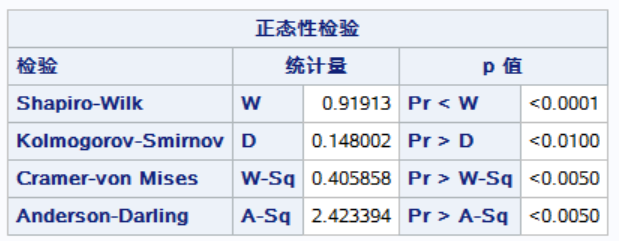 正态性检验
检验 统计量 p 值
Shapiro-Wilk W 0.91913 Pr < W <0.0001
Kolmogorov-Smirnov D 0.148002 Pr > D <0.0100
Cramer-von Mises W-Sq 0.405858 Pr > W-Sq <0.0050
Anderson-Darling A-Sq 2.423394 Pr > A-Sq <0.0050